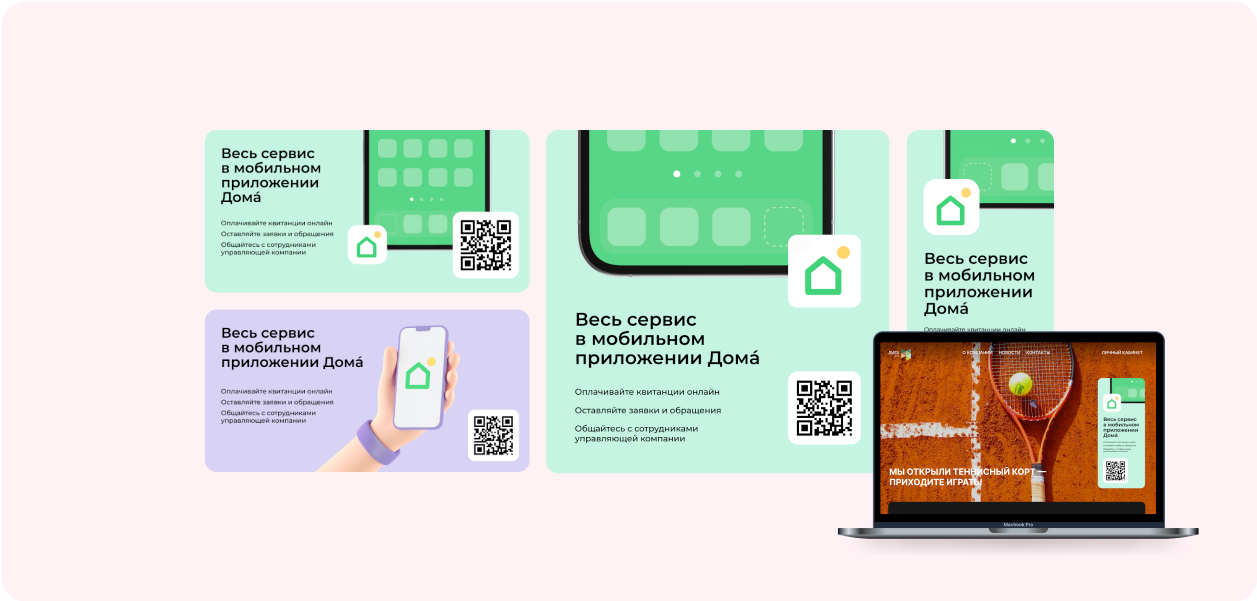 Весь сервис
в мобильном
приложении
Домá
Оплачивайте квитанции онлайн
Оставляйте заявки и обращения
Общайтесь с сотрудниками
управляющей компании
Весь сервис
в мобильном
приложении Домá
Оплачивайте квитанции онлайн
Оставляйте заявки и обращения
Общайтесь с сотрудниками
управляющей компании
Весь сервис
в мобильном
приложении Домá
Оплачивайте квитанции онлайн
Оставляйте заявки и обращения
Общайтесь с сотрудниками
управляющей компании
Весь сервис
в мобильном
приложении
Домá
Оплачивайте квитанции онлайн
О КОМПАНИИ НОВОСТИ КОНТАКТЫ
ЛИЧНЫЙ КАБИНЕТ
Весь сервис
в мобильном
приложении
Домá
МЫ ОТКРЫЛИ ТЕННИСНЫЙ КОРТ —
ПРИХОДИТЕ ИГРАТЬ!
Macbook Pro